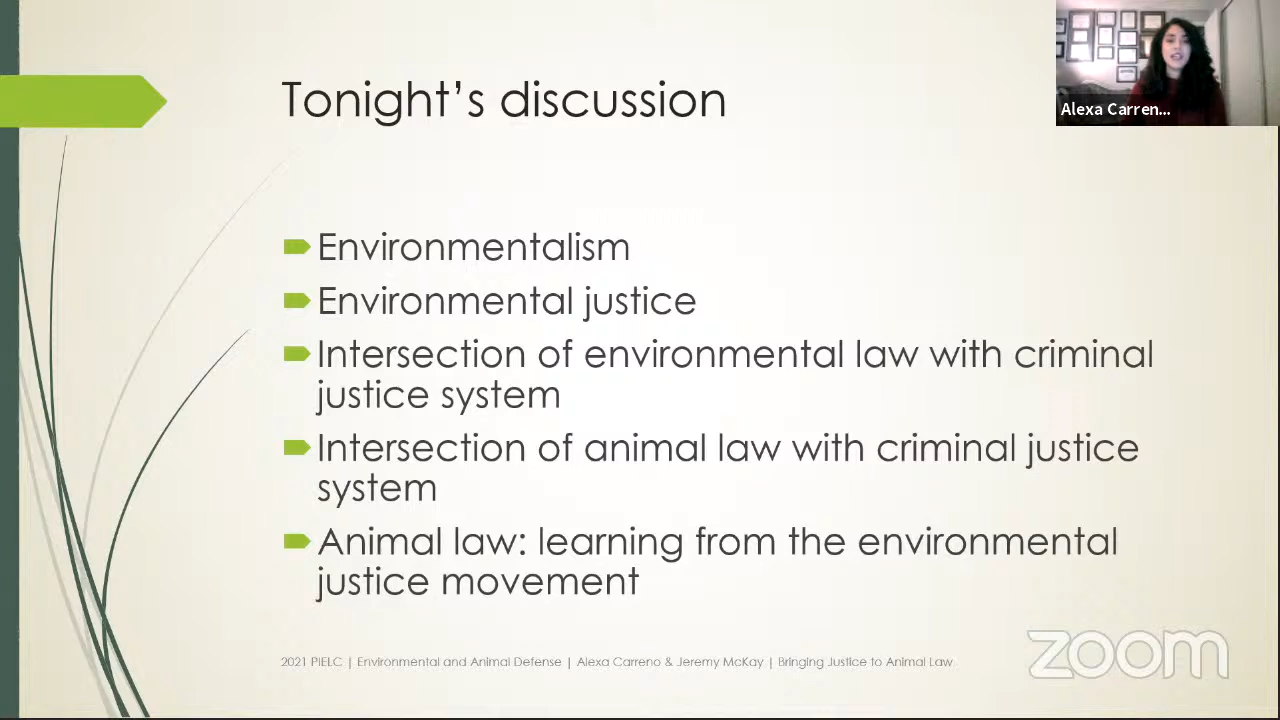 Tonight's discussion
Alexa Carren...
Environmentalism
Environmental justice
Intersection of environmental law with criminal
justice system
Intersection of animal law with criminal justice
system
Animal law: learning from the environmental
justice movement
2021 PIELC | Environmental and Animal Defense | Alexa Carreno & Jeremy McKay | Bringing Justice to Animal Law
zoom